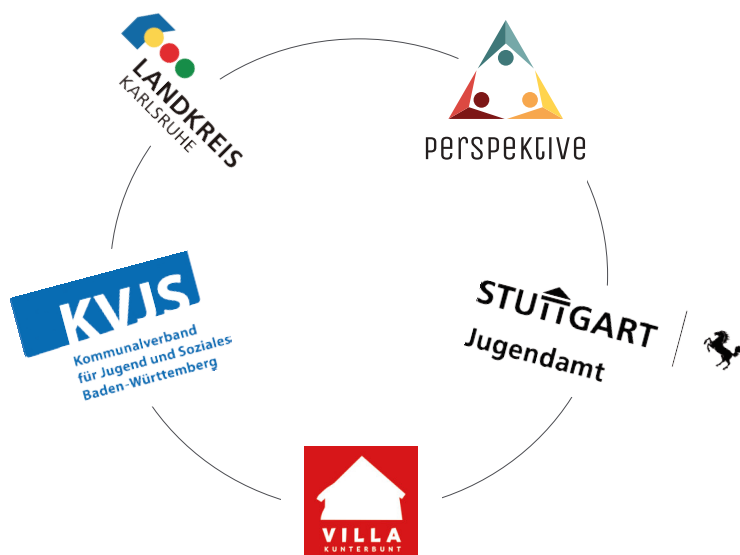 LANDKREIS
KARLSRUHE
perspektive
KVJS
Kommunalverband
für Jugend und Soziales
Baden-Württemberg
STUTTGART
Jugendamt
VILLA
KUNTERBUNT